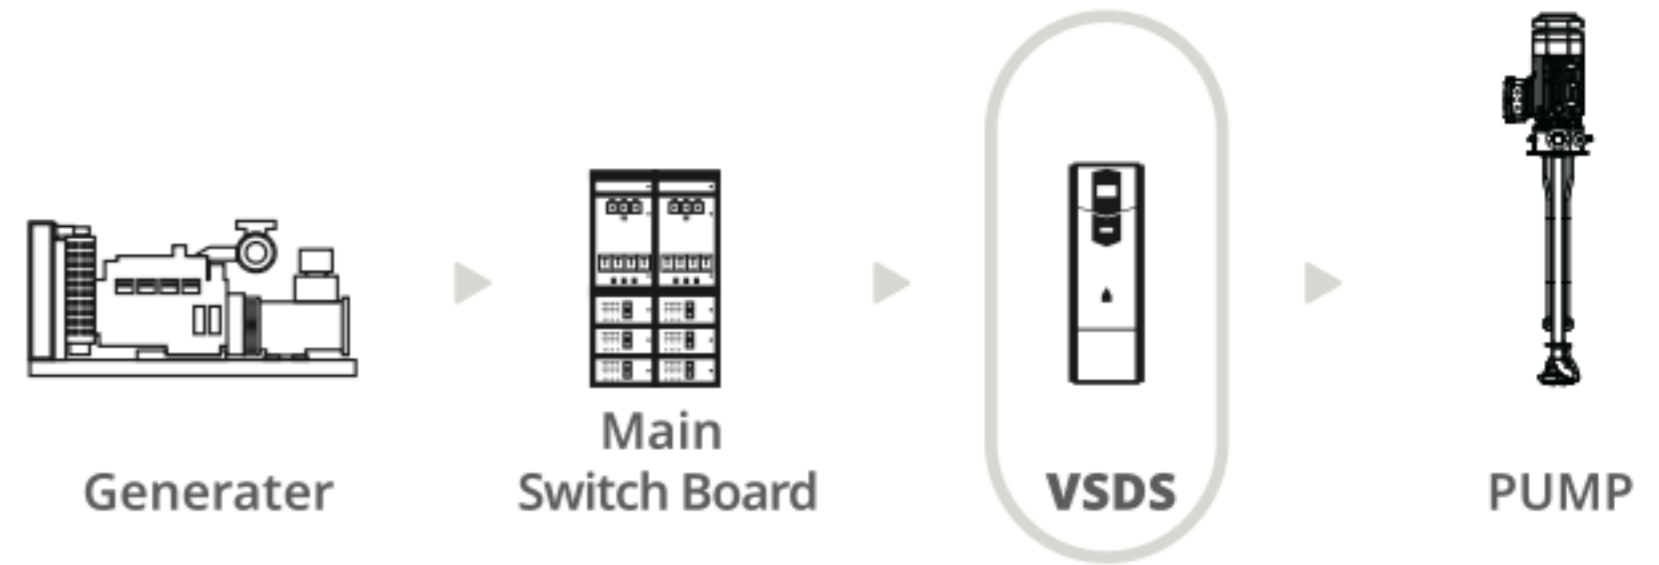 Generater
Main
Switch Board
VSDS
PUMP